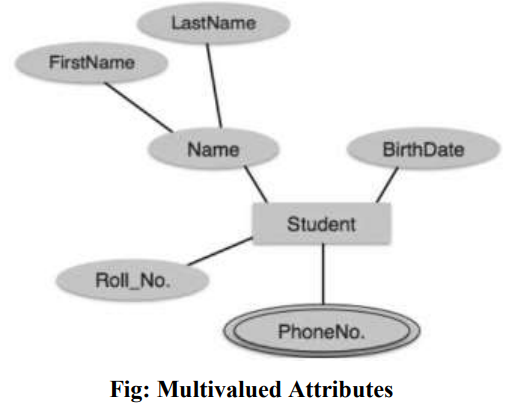 LastName
FirstName
Name
BirthDate
Student
Roll_No.
PhoneNo.
Fig: Multivalued Attributes